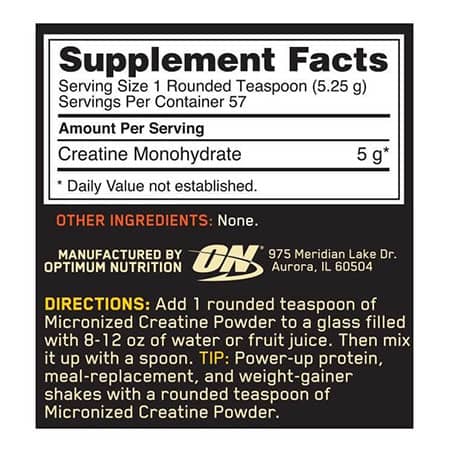 Supplement Facts
Serving Size 1 Rounded Teaspoon (5.25 g)
Servings Per Container 57
Amount Per Serving
Creatine Monohydrate 5 g*
* Daily Value not established.
OTHER INGREDIENTS: None.
MANUFACTURED BY
OPTIMUM NUTRITION
ON®
975 Meridian Lake Dr.
Aurora, IL 60504
DIRECTIONS: Add 1 rounded teaspoon of
Micronized Creatine Powder to a glass filled
with 8-12 oz of water or fruit juice. Then mix
it up with a spoon. TIP: Power-up protein,
meal-replacement, and weight-gainer
shakes with a rounded teaspoon of
Micronized Creatine Powder.